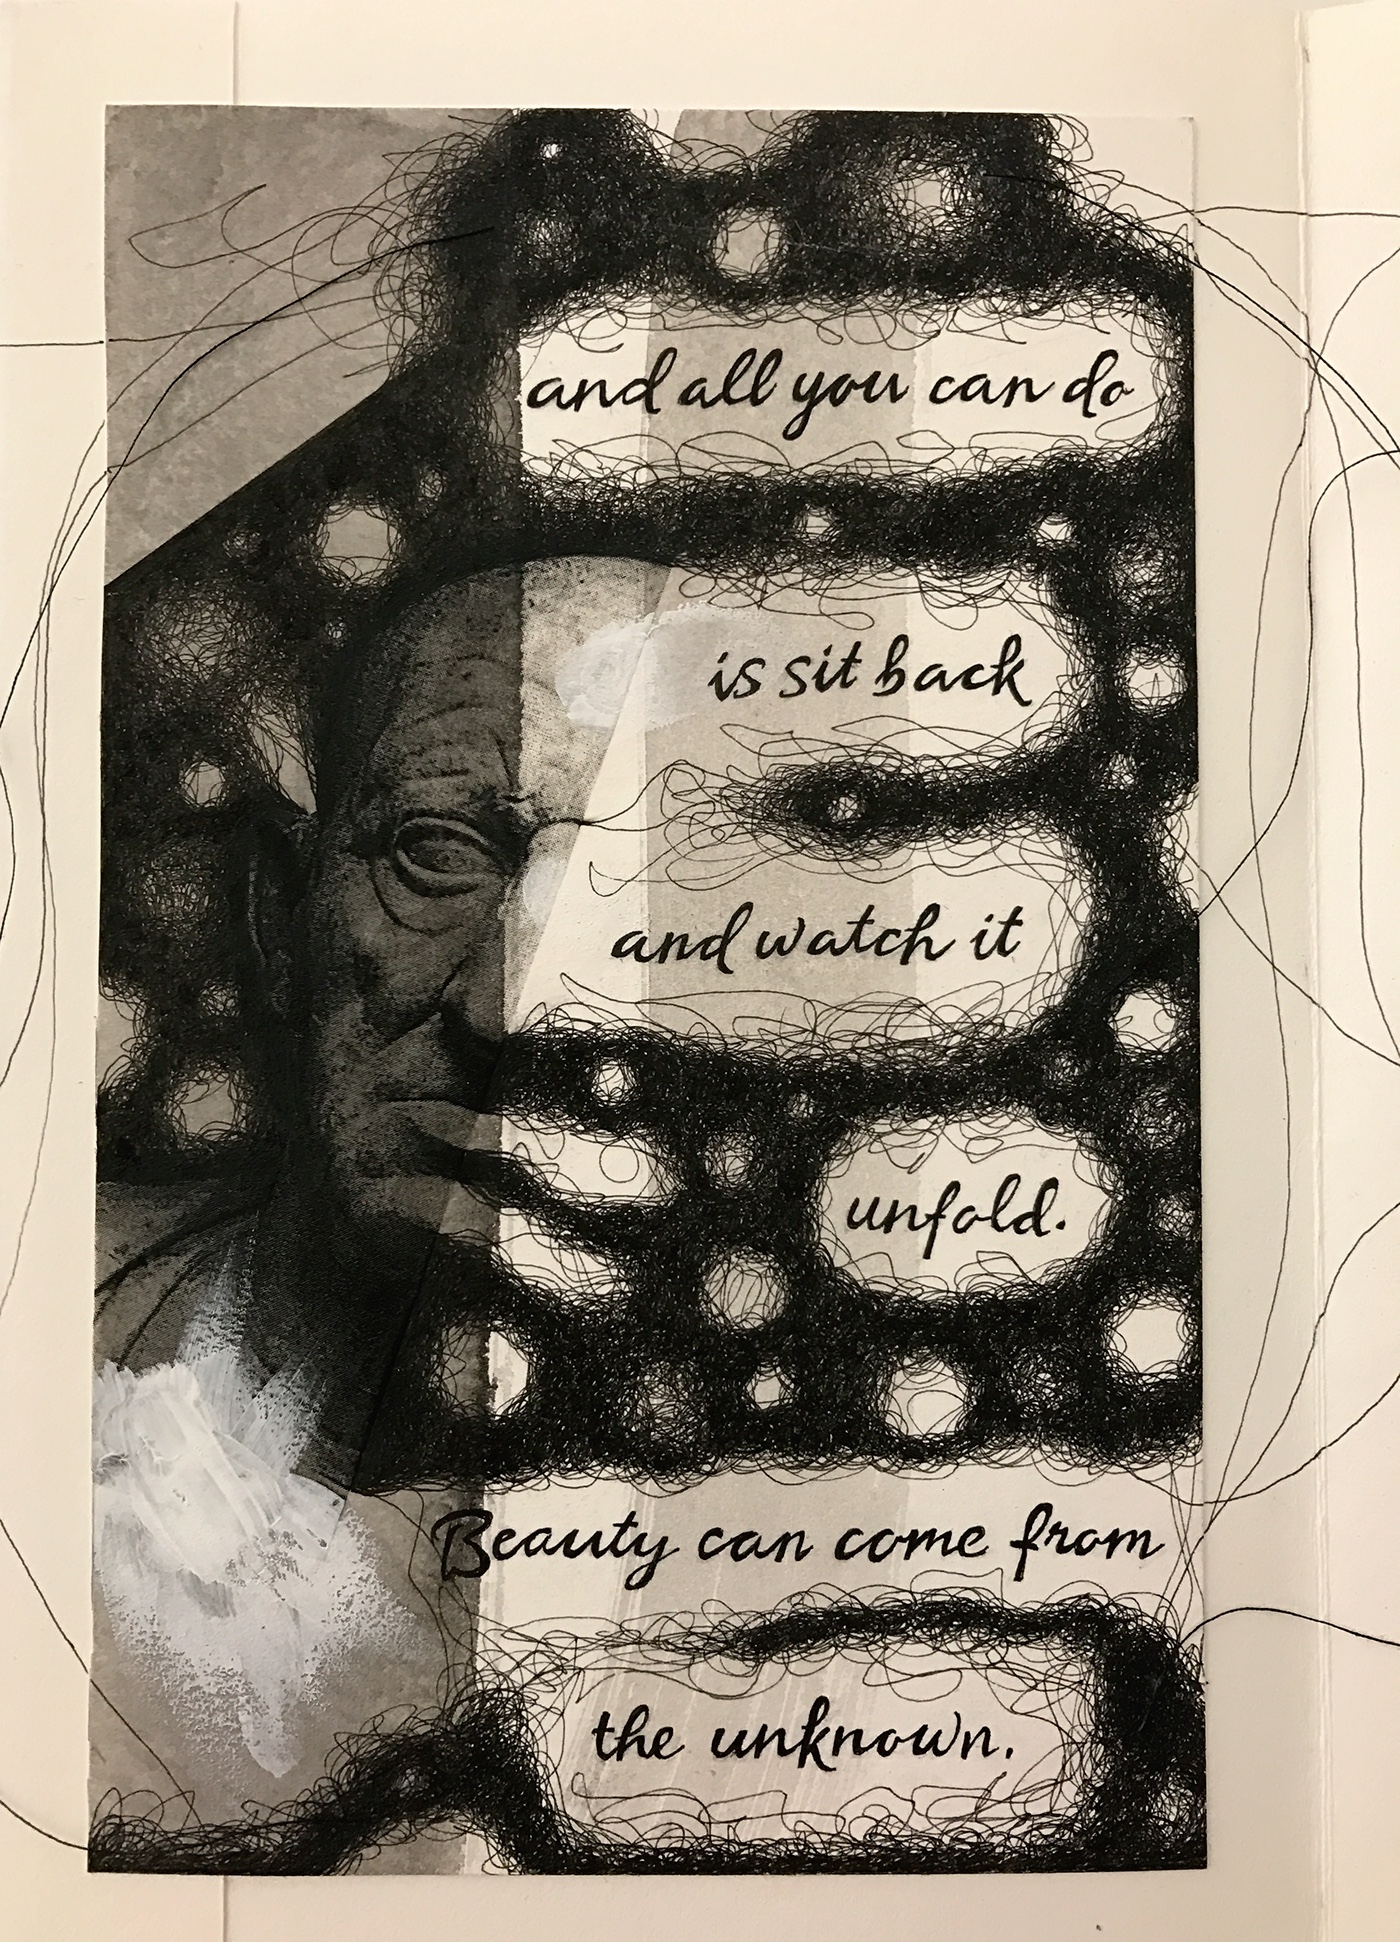 and all you can do
is sit back
and watch it
unfold.
Beauty can come from
the unknown.